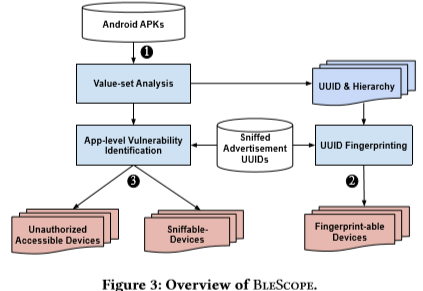 Android APKs
❶
Value-set Analysis
UUID & Hierarchy
App-level Vulnerability
Identification
Sniffed
Advertisement
UUIDs
UUID Fingerprinting
❸
❷
Unauthorized
Accessible Devices
Sniffable-
Devices
Fingerprint-able
Devices
Figure 3: Overview of BLESCOPE.